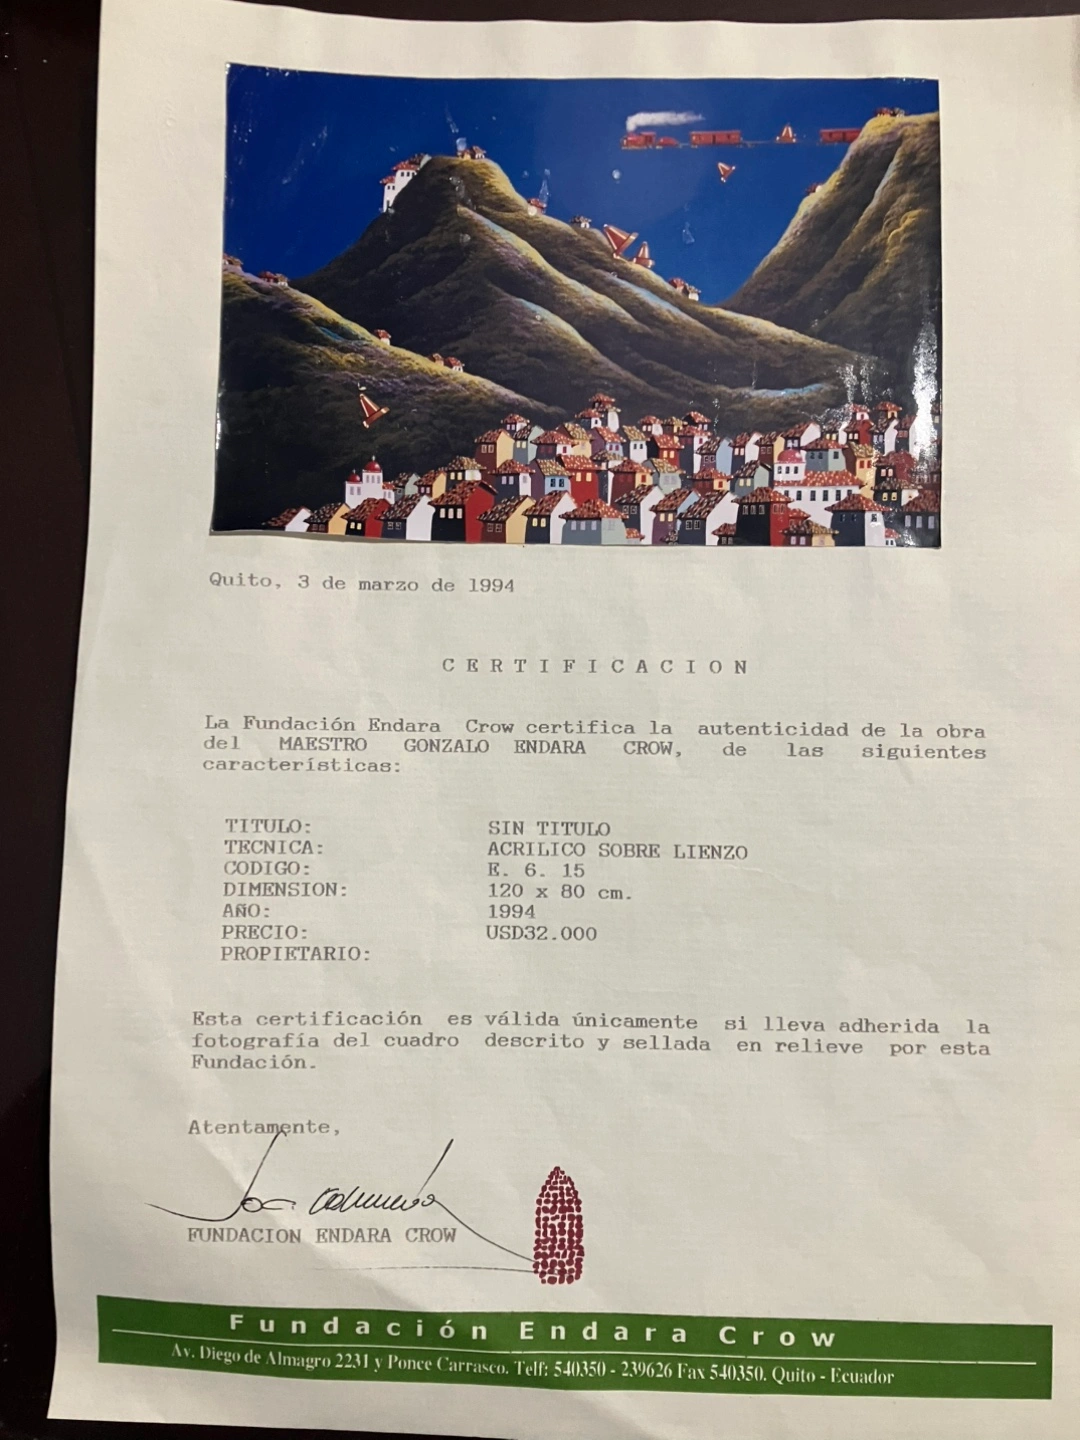 Quito, 3 de marzo de 1994
C E R T I F I C A C I O N
La Fundación Endara Crow certifica la autenticidad de la obra
del MAESTRO GONZALO ENDARA CROW, de las siguientes
características:
TITULO: SIN TITULO
TECNICA: ACRILICO SOBRE LIENZO
CODIGO: E. 6. 15
DIMENSION: 120 x 80 cm.
AÑO: 1994
PRECIO: USD32.000
PROPIETARIO:
Esta certificación es válida únicamente si lleva adherida la
fotografía del cuadro descrito y sellada en relieve por esta
Fundación.
Atentamente,
FUNDACION ENDARA CROW
Fundación Endara Crow
Av. Diego de Almagro 2231 y Ponce Carrasco. Telf: 540350 - 239626 Fax 540350. Quito - Ecuador